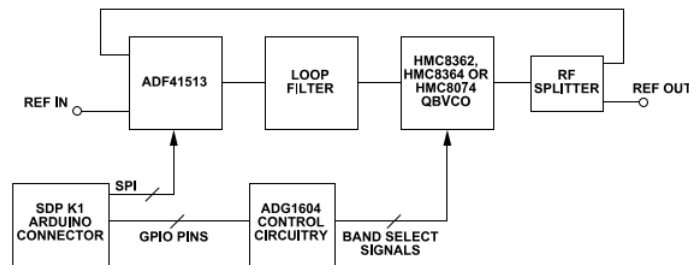 ADF41513
LOOP
FILTER
HMC8362,
HMC8364 OR
HMC8074
QBVCO
RF
SPLITTER
REF IN
REF OUT
SPI
SDP K1
ARDUINO
CONNECTOR
GPIO PINS
ADG1604
CONTROL
CIRCUITRY
BAND SELECT
SIGNALS